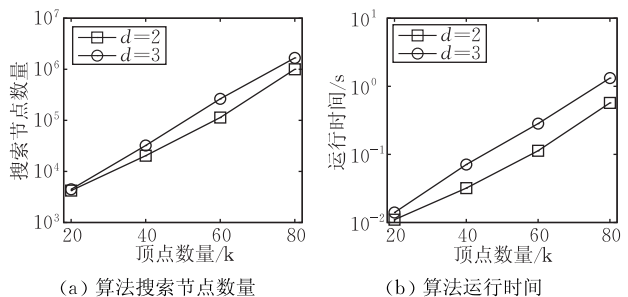 搜索节点数量
10^7
10^6
10^5
10^4
10^3
d=2
d=3
20 40 60 80
顶点数量/k
(a) 算法搜索节点数量
运行时间/s
10^1
10^0
10^-1
10^-2
d=2
d=3
20 40 60 80
顶点数量/k
(b) 算法运行时间